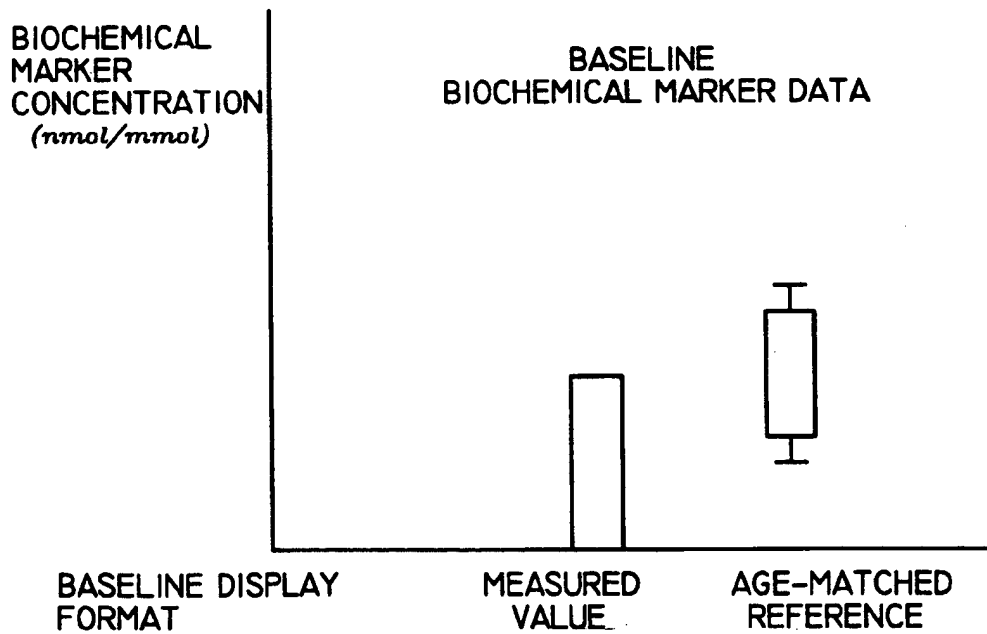 BIOCHEMICAL
MARKER
CONCENTRATION
(nmol/mmol)
BASELINE
BIOCHEMICAL MARKER DATA
BASELINE DISPLAY
FORMAT
MEASURED
VALUE
AGE-MATCHED
REFERENCE